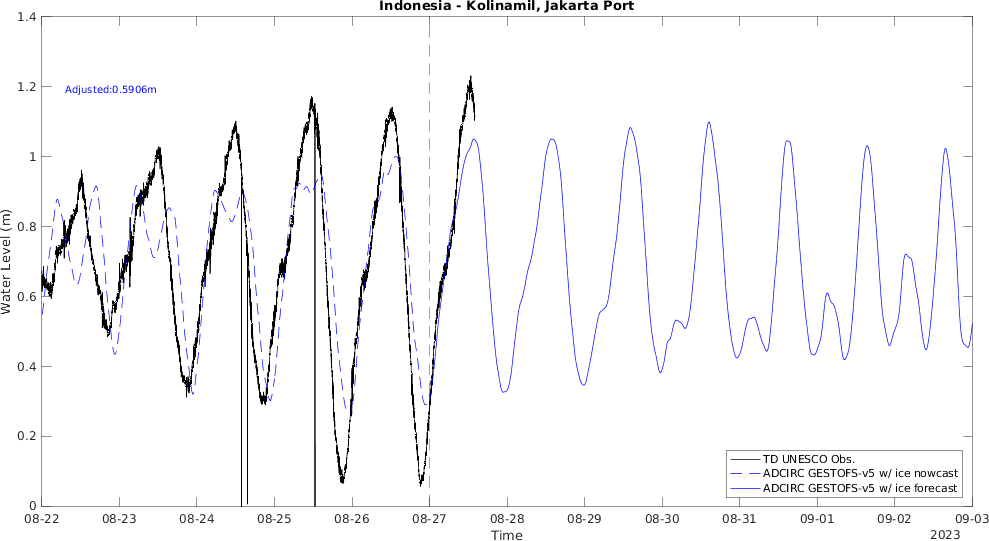 Indonesia - Kolinamil, Jakarta Port
1.4
1.2
1
0.8
0.6
0.4
0.2
0
Water Level (m)
Adjusted:0.5906m
TD UNESCO Obs.
ADCIRC GESTOFS-v5 w/ ice nowcast
ADCIRC GESTOFS-v5 w/ ice forecast
08-22 08-23 08-24 08-25 08-26 08-27 08-28 08-29 08-30 08-31 09-01 09-02 09-03
Time
2023